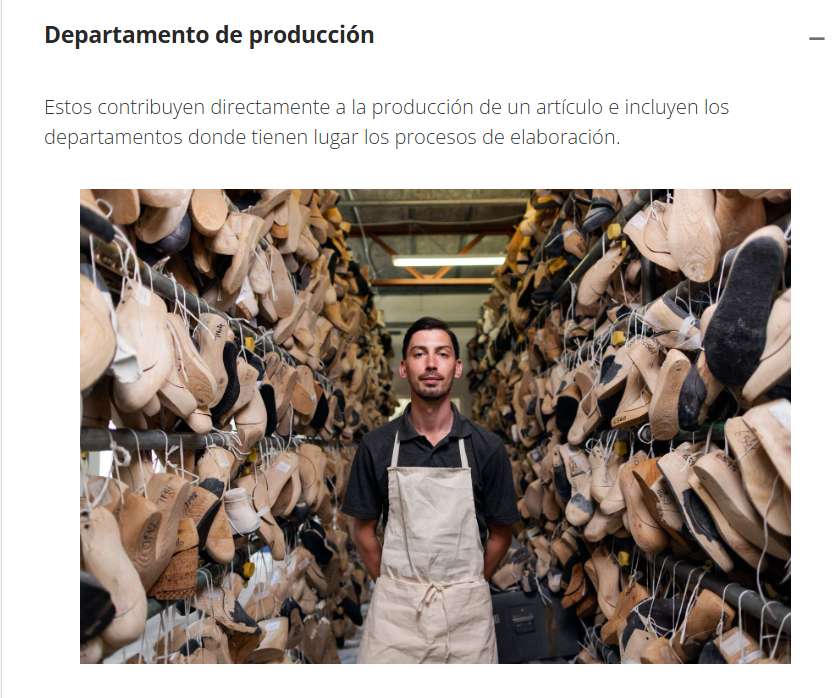 Departamento de producción
Estos contribuyen directamente a la producción de un artículo e incluyen los
departamentos donde tienen lugar los procesos de elaboración.